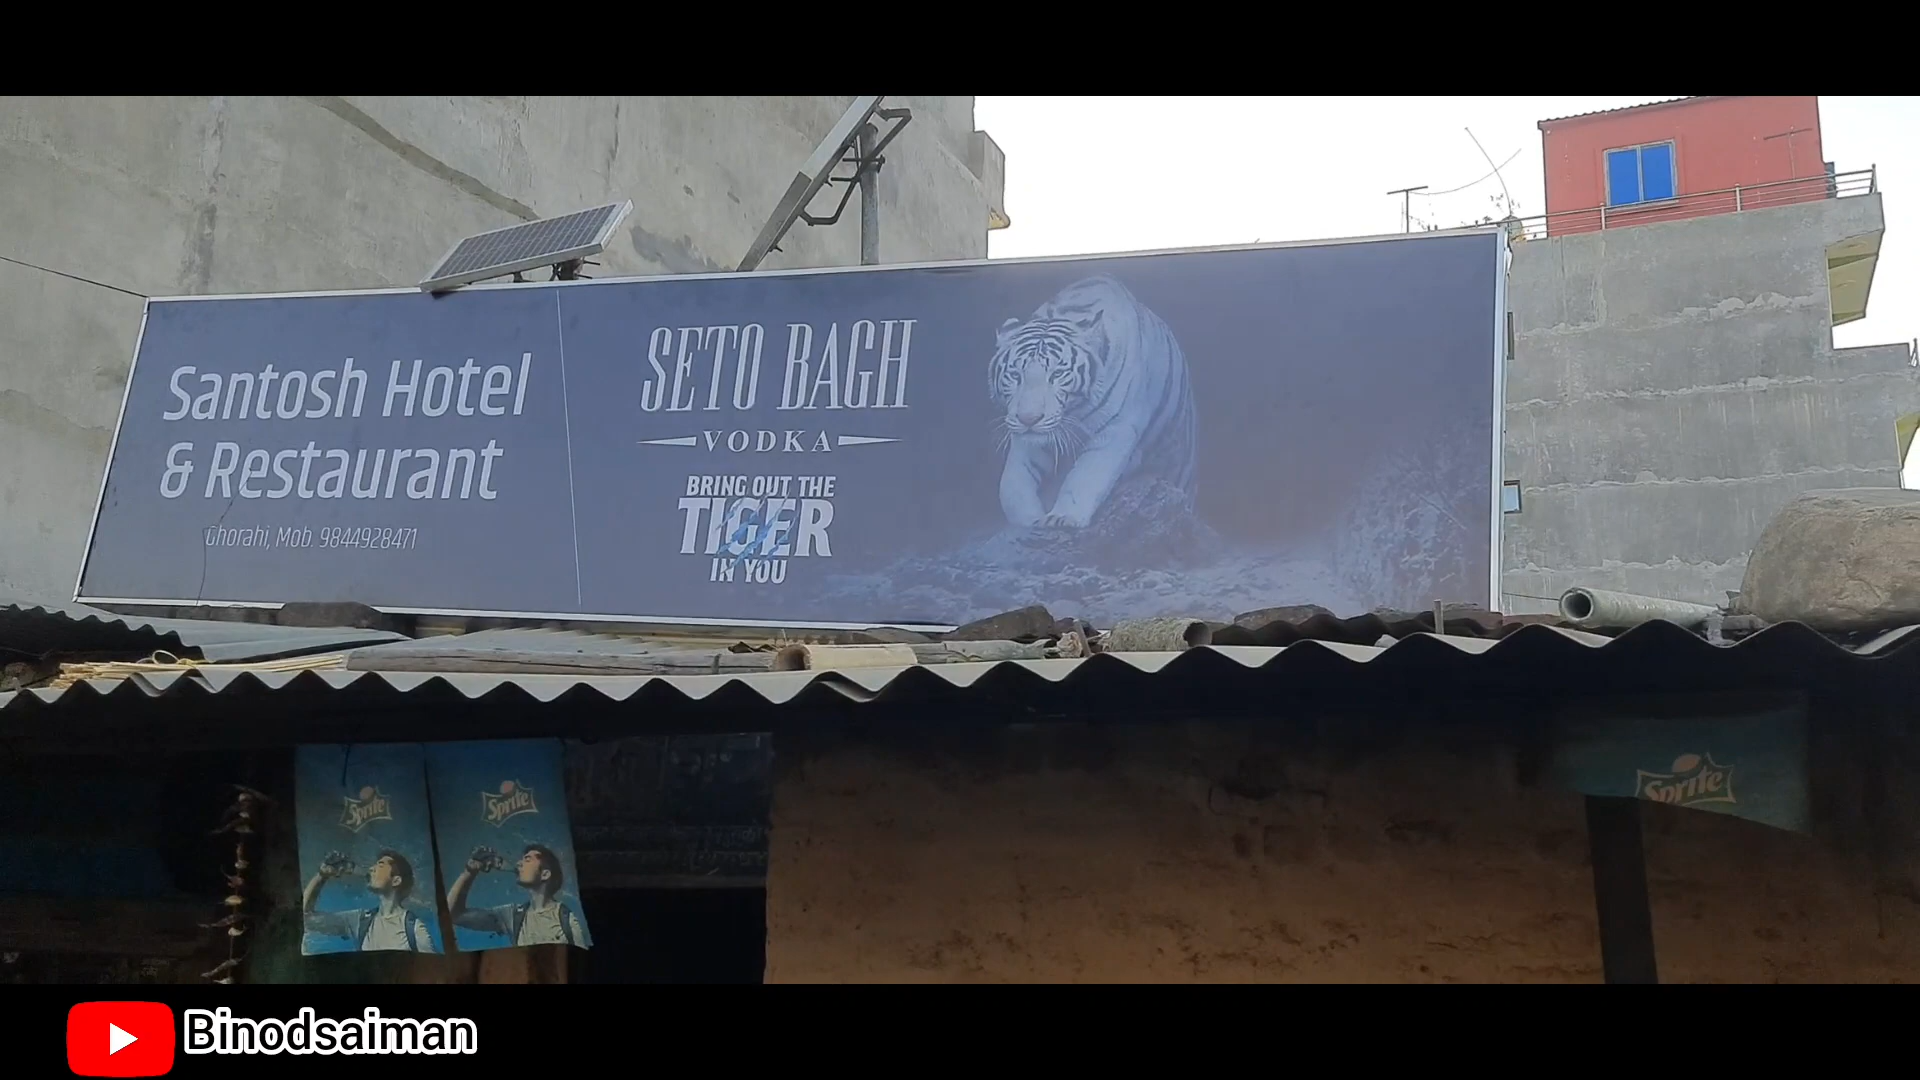 Santosh Hotel
& Restaurant
Ghorahi, Mob. 9844928471
SETO BAGH
VODKA
BRING OUT THE
TIGER
IN YOU
Sprite
Sprite
Sprite
Binodsaiman